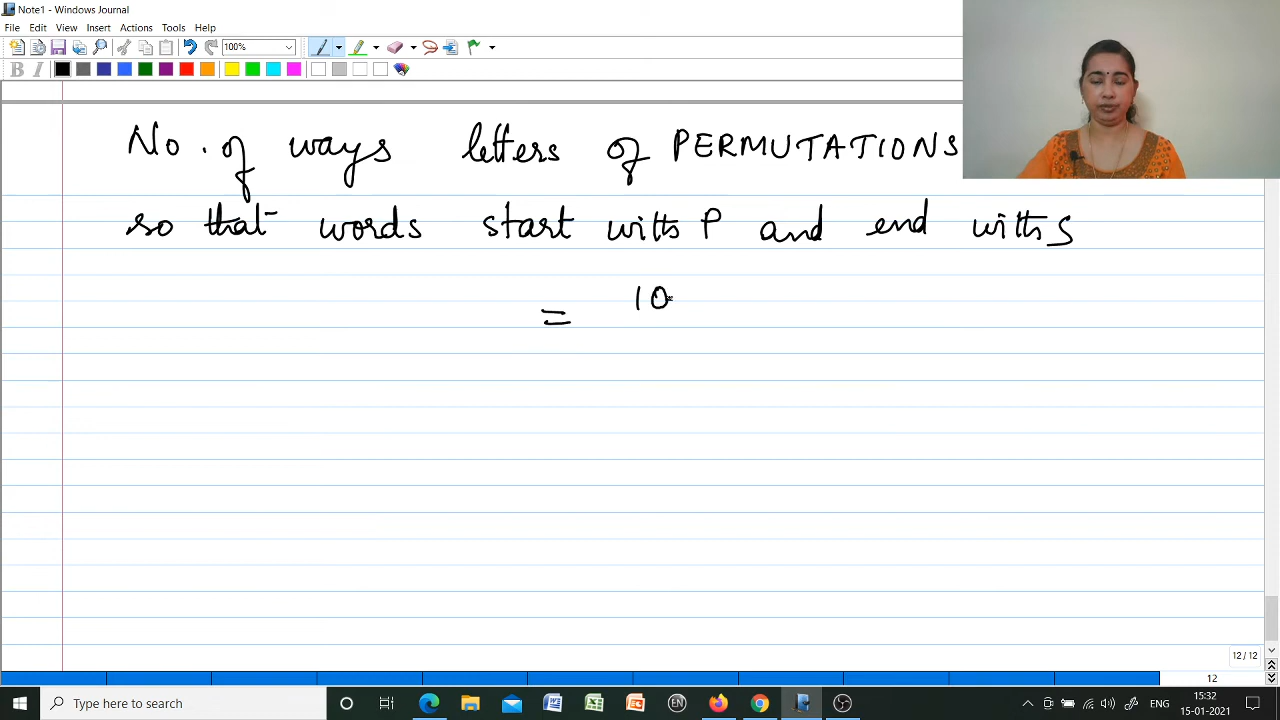 Note1 - Windows Journal
File Edit View Insert Actions Tools Help
100%
B I
No. of ways letters of PERMUTATIONS
so that words start with P and end with S
= 10
12 / 12
12
Type here to search
EN
ENG
15:32
15-01-2021